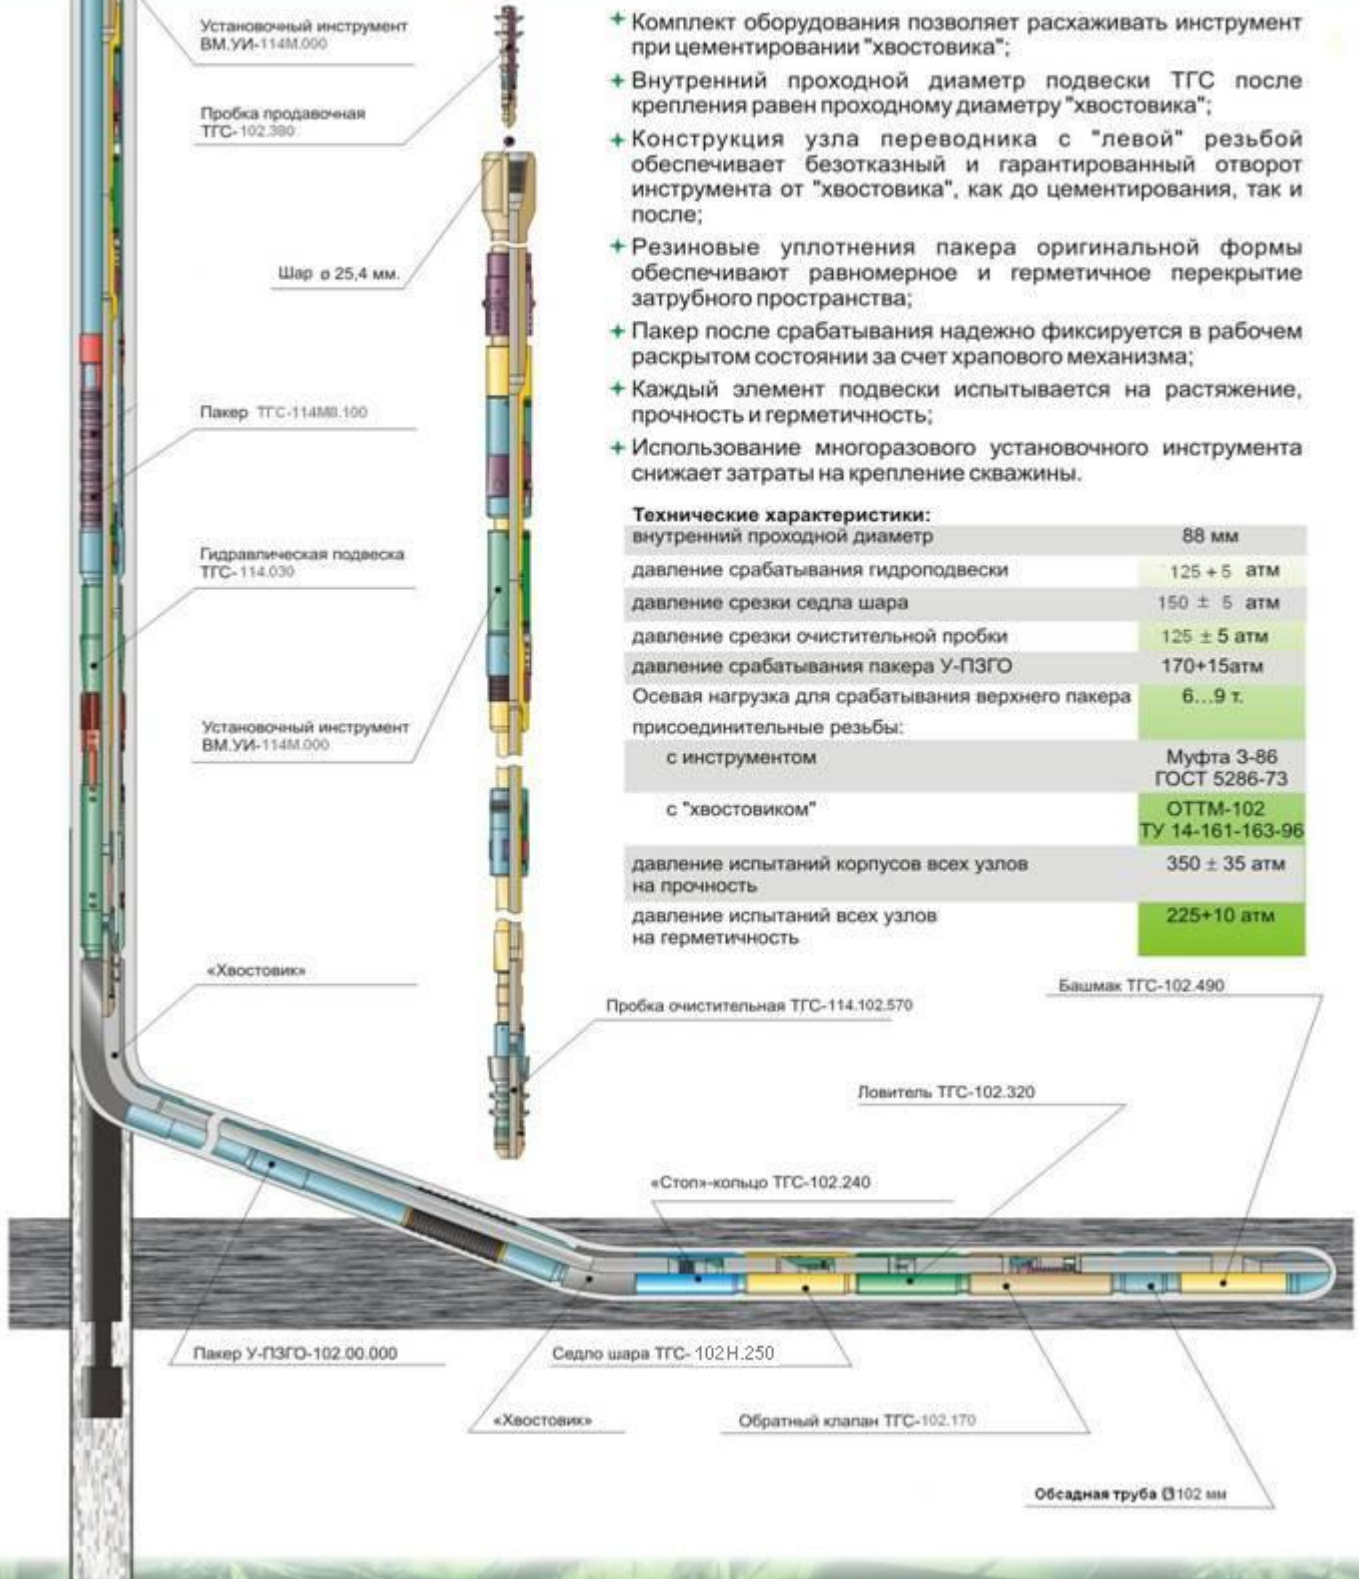 Установочный инструмент
ВМ.УИ-114М.000
Пробка продавочная
ТГС-102.380
Шар ø 25,4 мм.
Пакер ТГС-114МВ.100
Гидравлическая подвеска
ТГС-114.030
Установочный инструмент
ВМ.УИ-114М.000
«Хвостовик»
+ Комплект оборудования позволяет расхаживать инструмент
при цементировании "хвостовика";
+ Внутренний проходной диаметр подвески ТГС после
крепления равен проходному диаметру "хвостовика";
+ Конструкция узла переводника с "левой" резьбой
обеспечивает безотказный и гарантированный отворот
инструмента от "хвостовика", как до цементирования, так и
после;
+ Резиновые уплотнения пакера оригинальной формы
обеспечивают равномерное и герметичное перекрытие
затрубного пространства;
+ Пакер после срабатывания надежно фиксируется в рабочем
раскрытом состоянии за счет храпового механизма;
+ Каждый элемент подвески испытывается на растяжение,
прочность и герметичность;
+ Использование многоразового установочного инструмента
снижает затраты на крепление скважины.
Технические характеристики:
внутренний проходной диаметр 88 мм
давление срабатывания гидроподвески 125 + 5 атм
давление срезки седла шара 150 ± 5 атм
давление срезки очистительной пробки 125 ± 5 атм
давление срабатывания пакера У-ПЗГО 170+15атм
Осевая нагрузка для срабатывания верхнего пакера 6...9 т.
присоединительные резьбы:
с инструментом Муфта З-86
ГОСТ 5286-73
с "хвостовиком" ОТТМ-102
ТУ 14-161-163-96
давление испытаний корпусов всех узлов 350 ± 35 атм
на прочность
давление испытаний всех узлов 225+10 атм
на герметичность
Башмак ТГС-102.490
Пробка очистительная ТГС-114.102.570
Ловитель ТГС-102.320
«Стоп»-кольцо ТГС-102.240
Пакер У-ПЗГО-102.00.000
Седло шара ТГС- 102Н.250
«Хвостовик»
Обратный клапан ТГС-102.170
Обсадная труба 102 мм